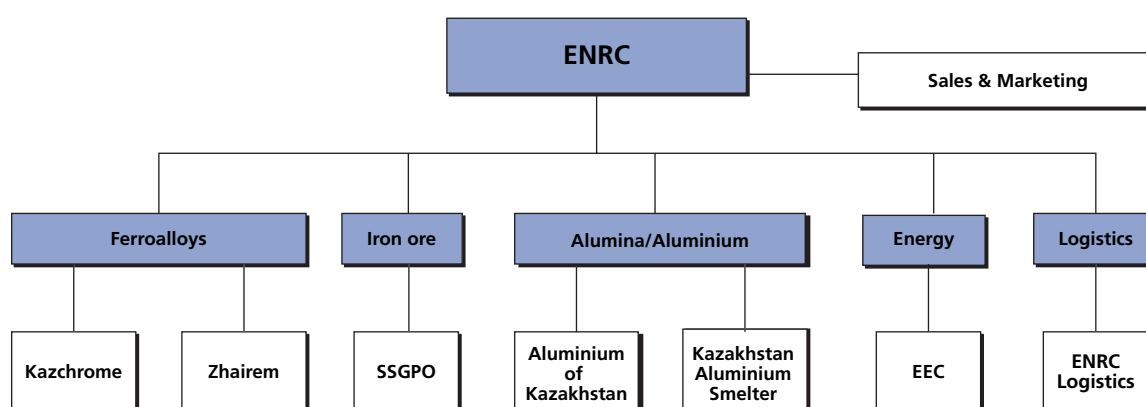 ENRC
Sales & Marketing
Ferroalloys
Iron ore
Alumina/Aluminium
Energy
Logistics
Kazchrome
Zhairem
SSGPO
Aluminium
of
Kazakhstan
Kazakhstan
Aluminium
Smelter
EEC
ENRC
Logistics